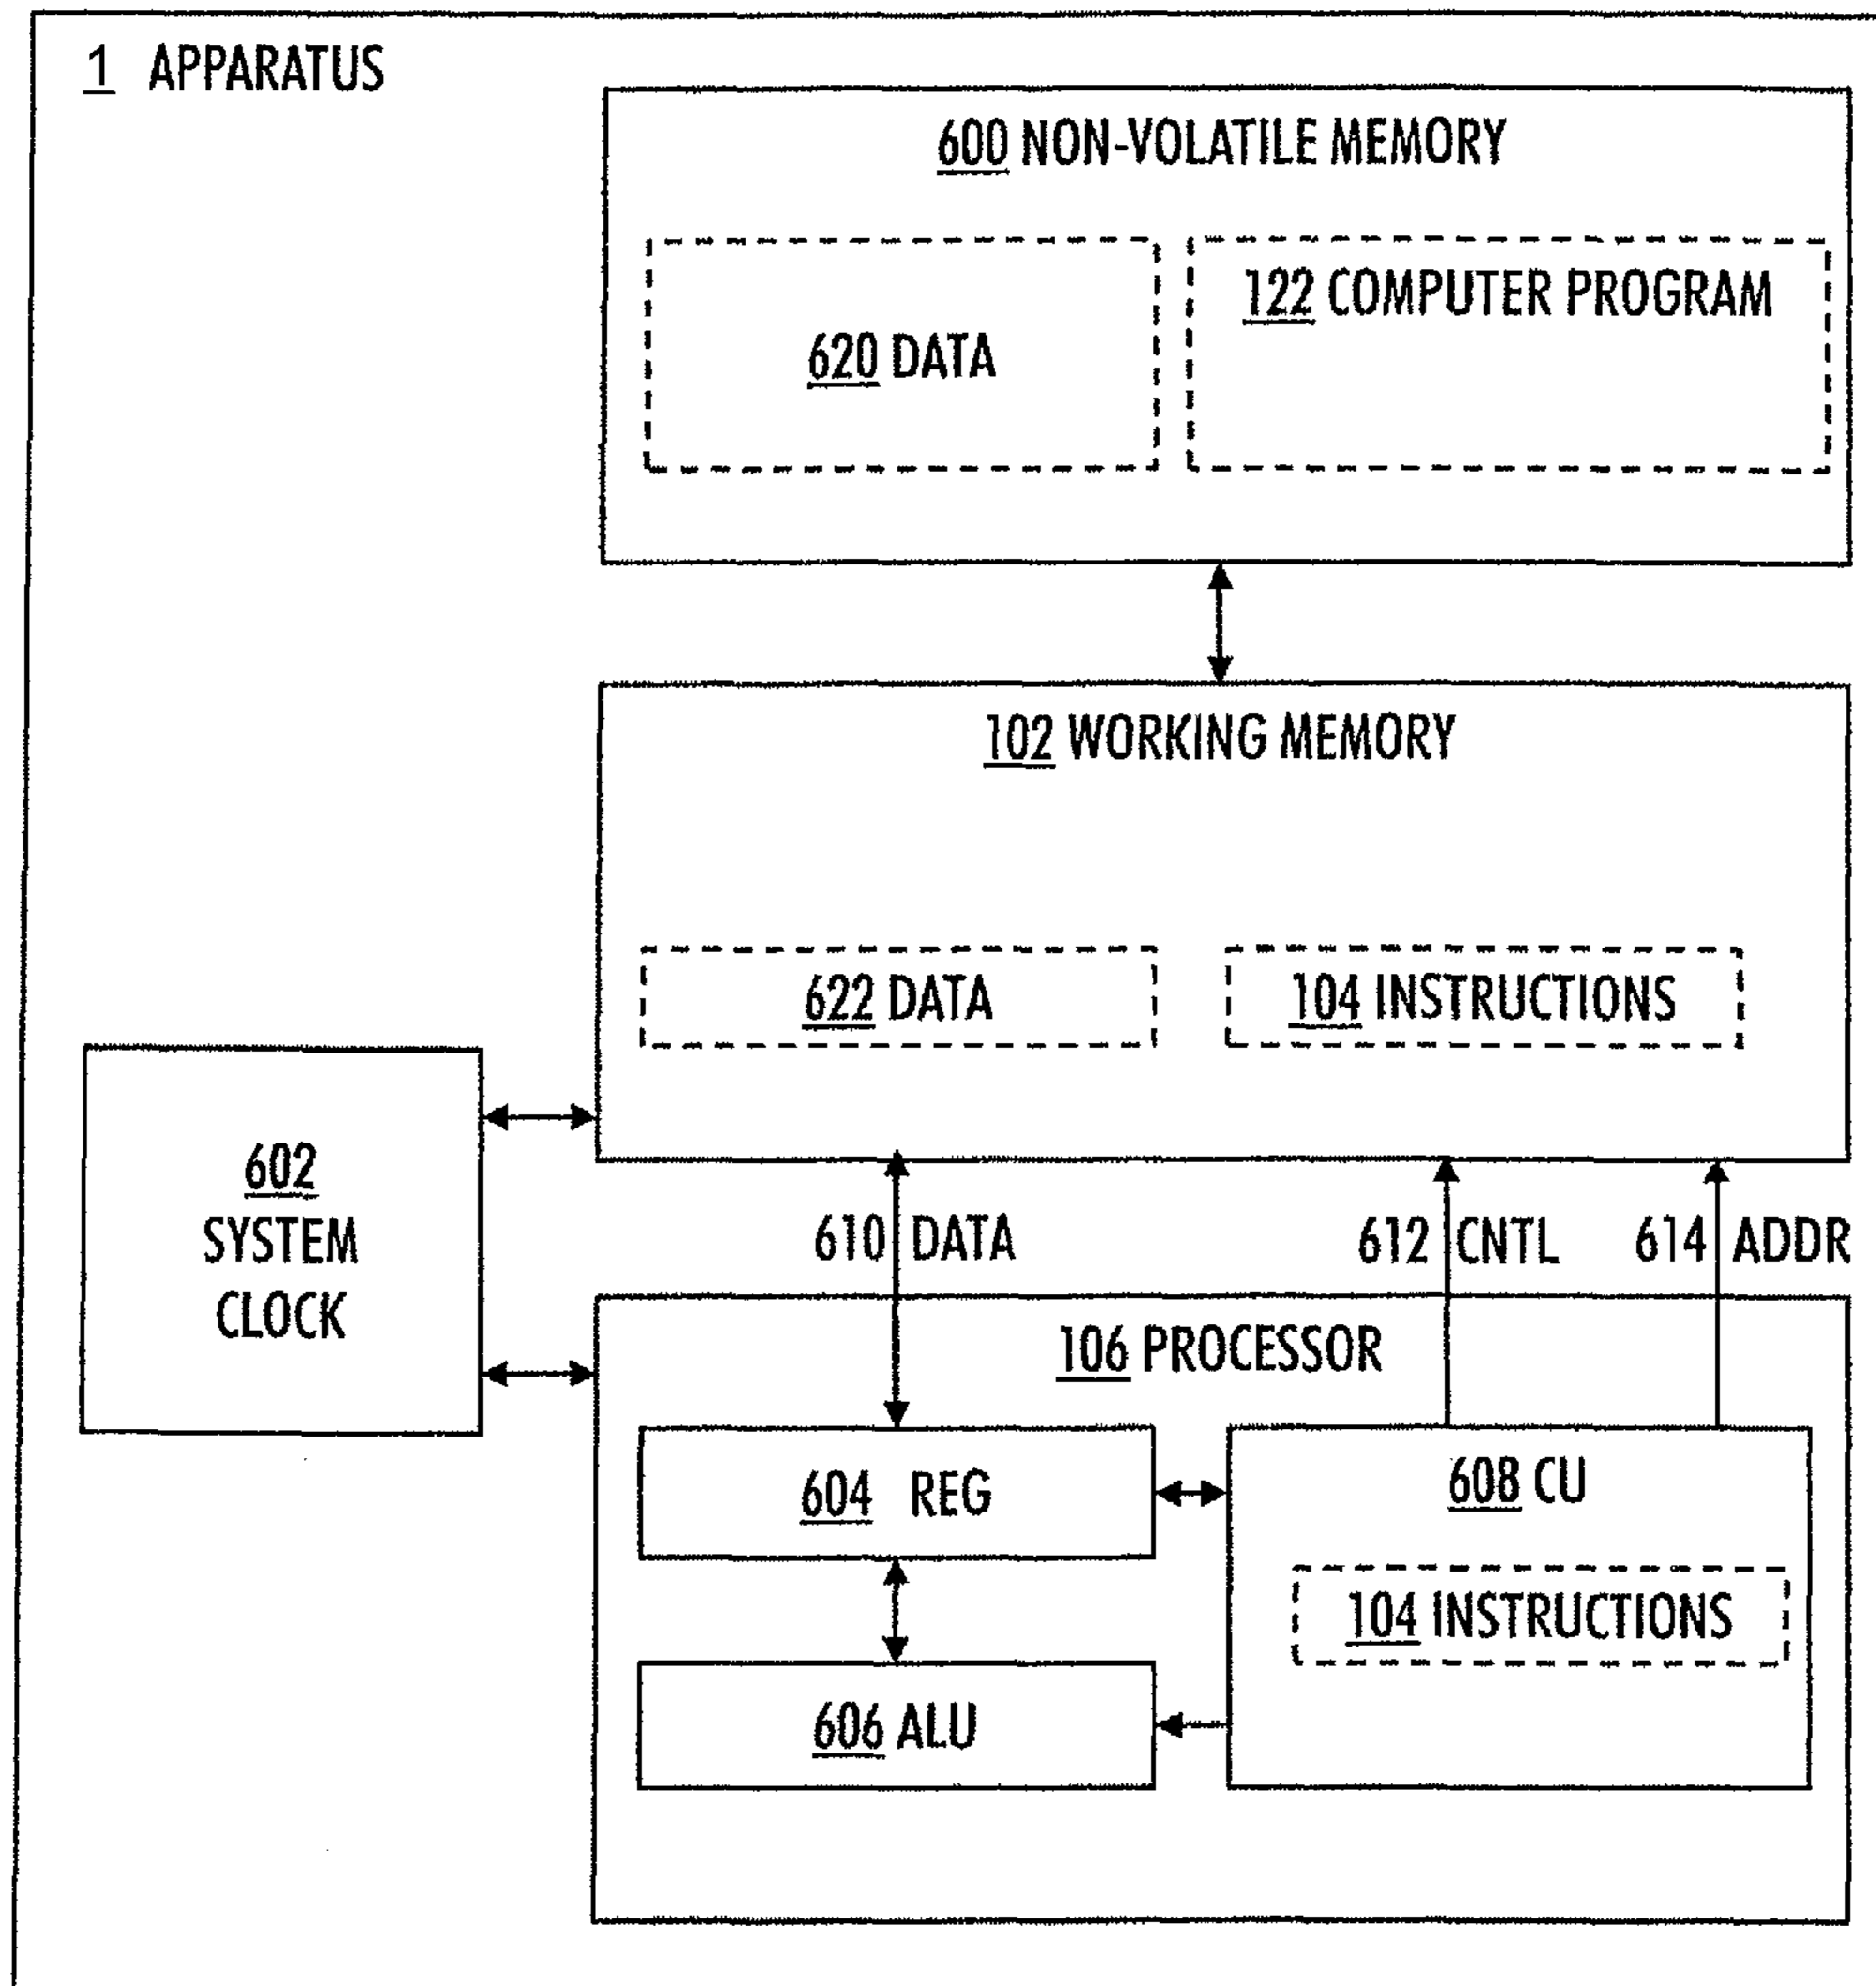 1 APPARATUS
600 NON-VOLATILE MEMORY
620 DATA
122 COMPUTER PROGRAM
102 WORKING MEMORY
622 DATA
104 INSTRUCTIONS
602
SYSTEM
CLOCK
610 DATA
612 CNTL
614 ADDR
106 PROCESSOR
604 REG
608 CU
104 INSTRUCTIONS
606 ALU